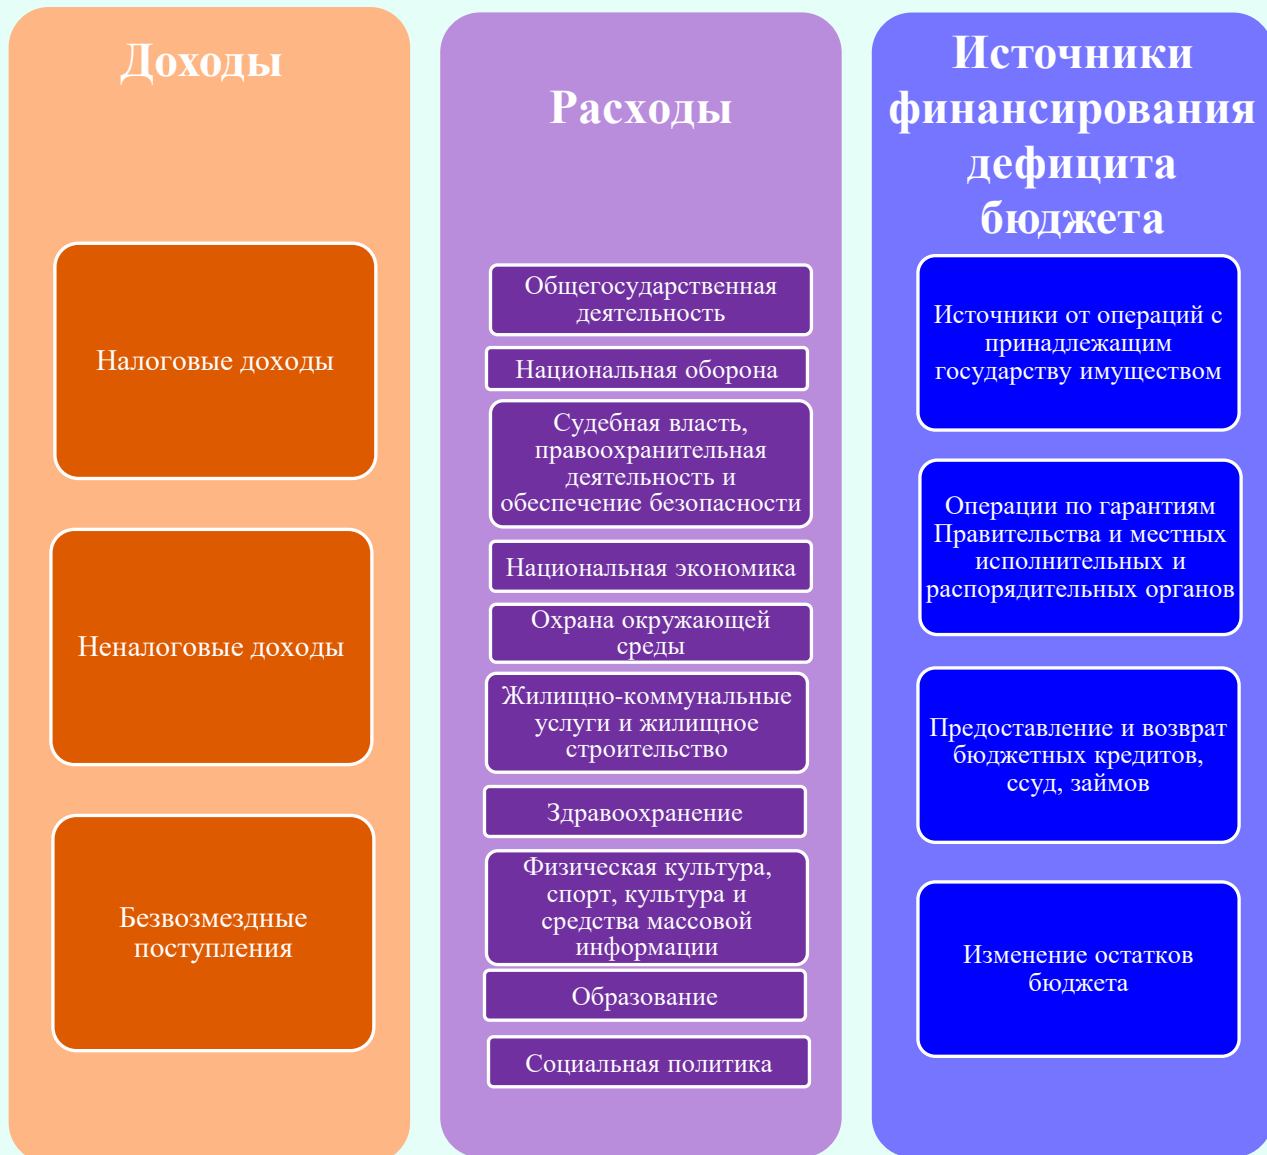 Доходы
Налоговые доходы
Неналоговые доходы
Безвозмездные
поступления
Расходы
Общегосударственная
деятельность
Национальная оборона
Судебная власть,
правоохранительная
деятельность и
обеспечение безопасности
Национальная экономика
Охрана окружающей
среды
Жилищно-коммунальные
услуги и жилищное
строительство
Здравоохранение
Физическая культура,
спорт, культура и
средства массовой
информации
Образование
Социальная политика
Источники
финансирования
дефицита
бюджета
Источники от операций с
принадлежащим
государству имуществом
Операции по гарантиям
Правительства и местных
исполнительных и
распорядительных органов
Предоставление и возврат
бюджетных кредитов,
ссуд, займов
Изменение остатков
бюджета